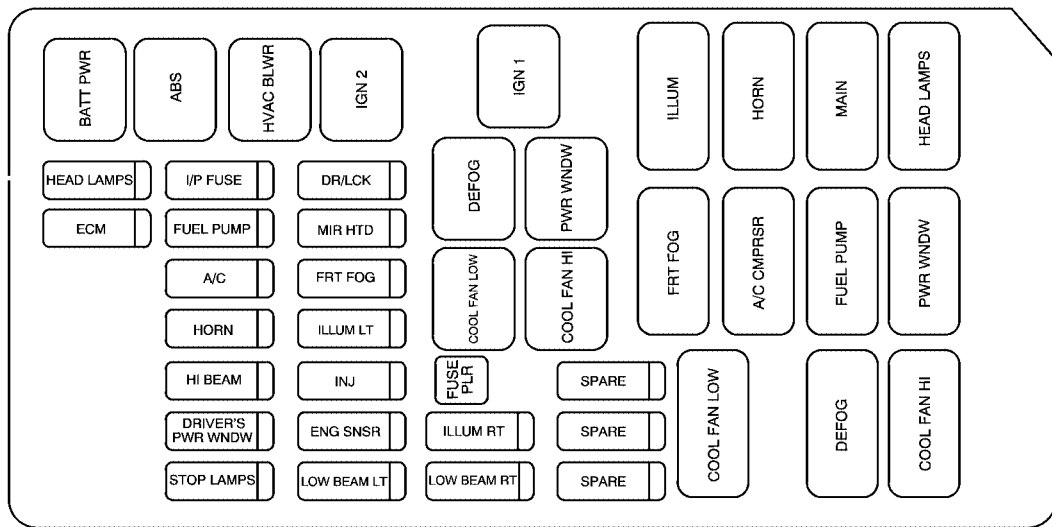 BATT PWR
ABS
HVAC BLWR
IGN 2
IGN 1
ILLUM
HORN
MAIN
HEAD LAMPS
HEAD LAMPS
I/P FUSE
DR/LCK
DEFOG
PWR WNDW
ECM
FUEL PUMP
MIR HTD
FRT FOG
A/C CMPRSR
FUEL PUMP
PWR WNDW
A/C
FRT FOG
COOL FAN LOW
COOL FAN HI
HORN
ILLUM LT
HI BEAM
INJ
FUSE
PLR
SPARE
COOL FAN LOW
DEFOG
COOL FAN HI
DRIVER'S
PWR WNDW
ENG SNSR
ILLUM RT
SPARE
STOP LAMPS
LOW BEAM LT
LOW BEAM RT
SPARE